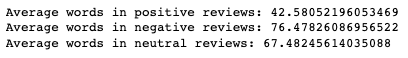 Average words in positive reviews: 42.58052196053469
Average words in negative reviews: 76.47826086956522
Average words in neutral reviews: 67.48245614035088